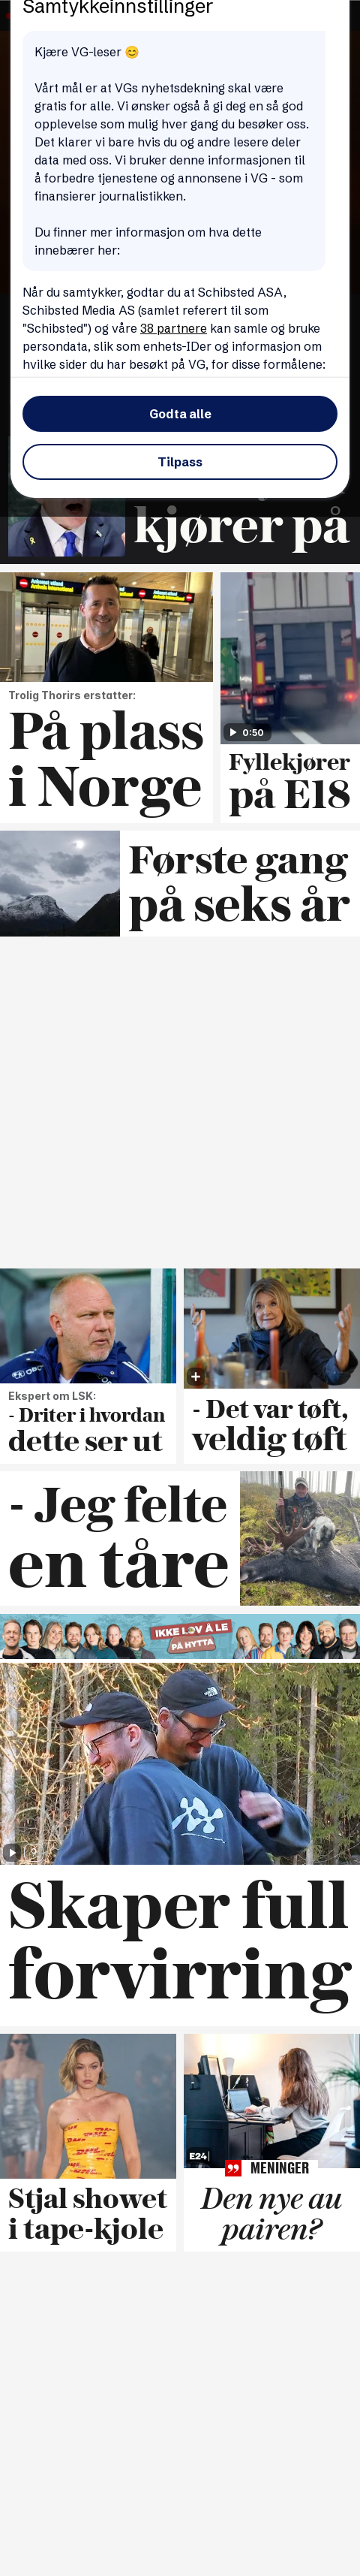 Samtykkeinnstillinger
Kjære VG-leser 😊
Vårt mål er at VGs nyhetsdekning skal være
gratis for alle. Vi ønsker også å gi deg en så god
opplevelse som mulig hver gang du besøker oss.
Det klarer vi bare hvis du og andre lesere deler
data med oss. Vi bruker denne informasjonen til
å forbedre tjenestene og annonsene i VG - som
finansierer journalistikken.
Du finner mer informasjon om hva dette
innebærer her:
Når du samtykker, godtar du at Schibsted ASA,
Schibsted Media AS (samlet referert til som
"Schibsted") og våre 38 partnere kan samle og bruke
persondata, slik som enhets-IDer og informasjon om
hvilke sider du har besøkt på VG, for disse formålene:
Godta alle
Tilpass
kjører på
Trolig Thorirs erstatter:
På plass
i Norge
0:50
Fyllekjører
på E18
Første gang
på seks år
Ekspert om LSK:
- Driter i hvordan
dette ser ut
- Det var tøft,
veldig tøft
- Jeg felte
en tåre
IKKE LOV Å LE
PÅ HYTTA
Skaper full
forvirring
Stjal showet
i tape-kjole
E24
MENINGER
Den nye au
pairen?